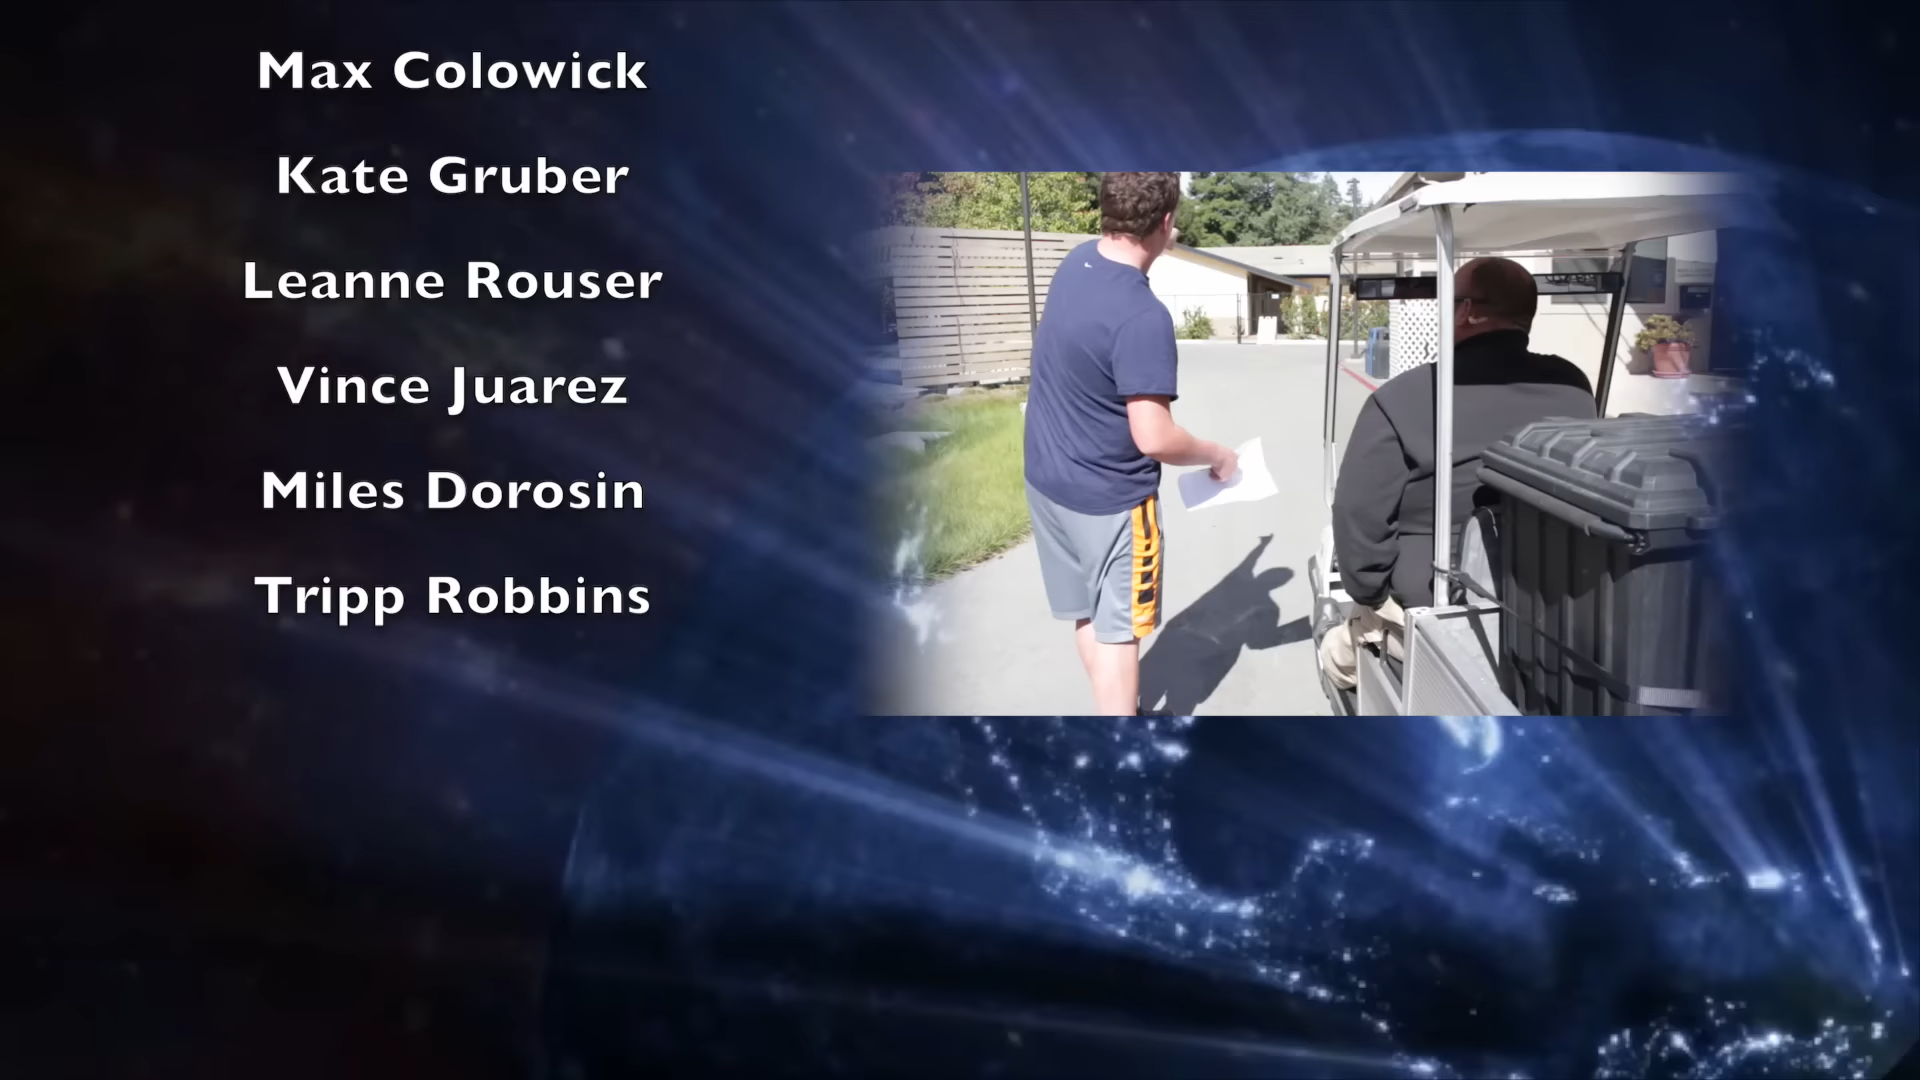 Max Colowick
Kate Gruber
Leanne Rouser
Vince Juarez
Miles Dorosin
Tripp Robbins